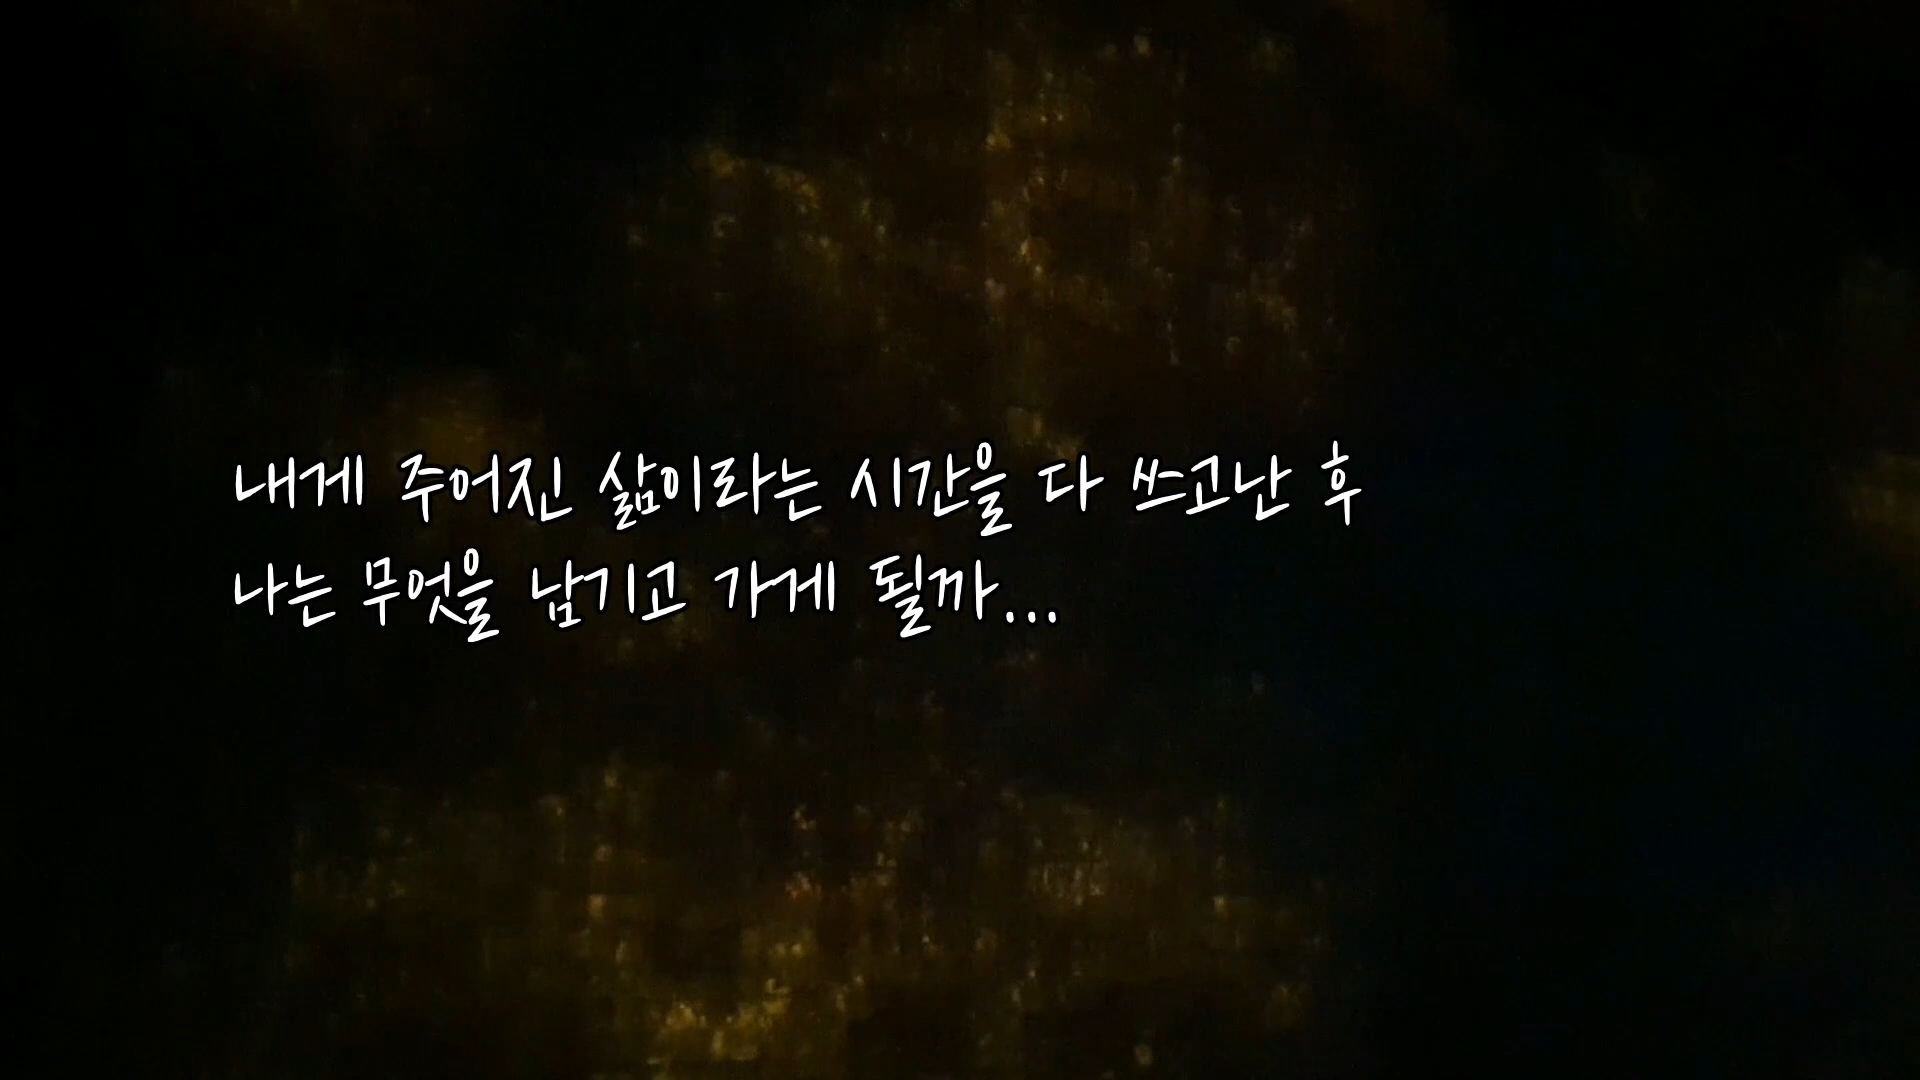 내게 주어진 삶이라는 시간을 다 쓰고난 후
나는 무엇을 남기고 가게 될까...